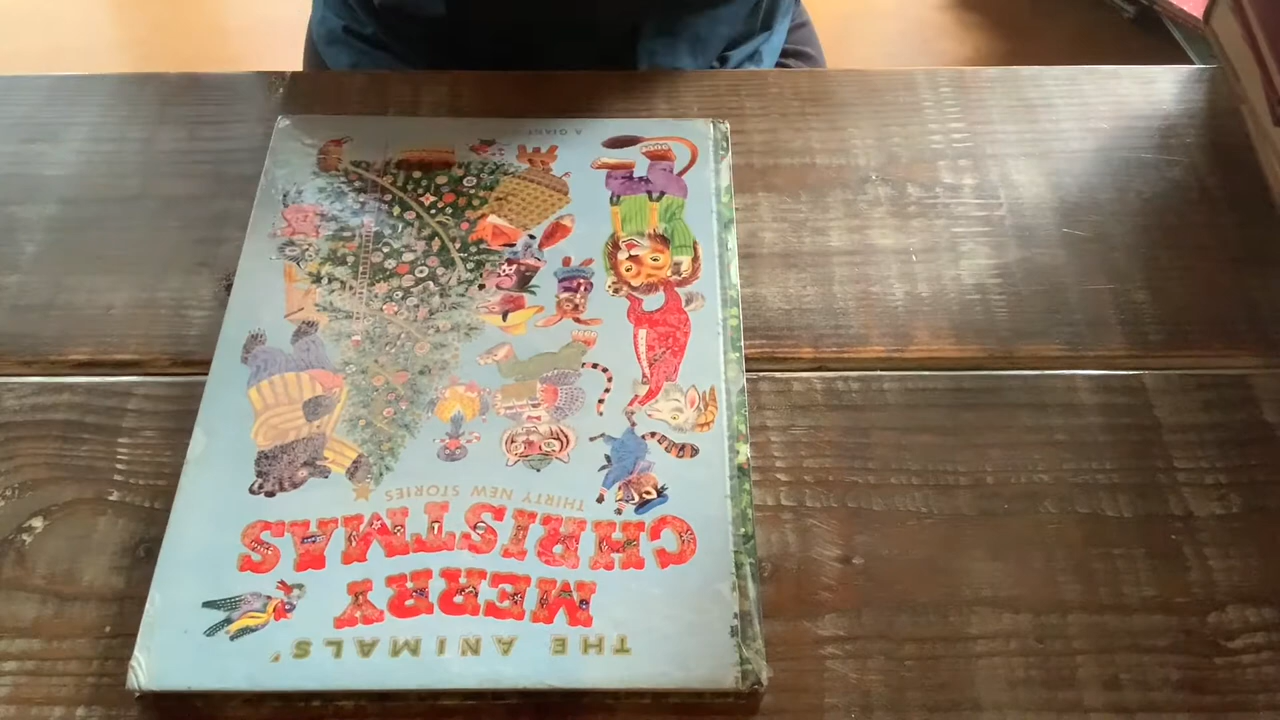 THE ANIMALS'
MERRY
CHRISTMAS
THIRTY NEW STORIES
A GIANT